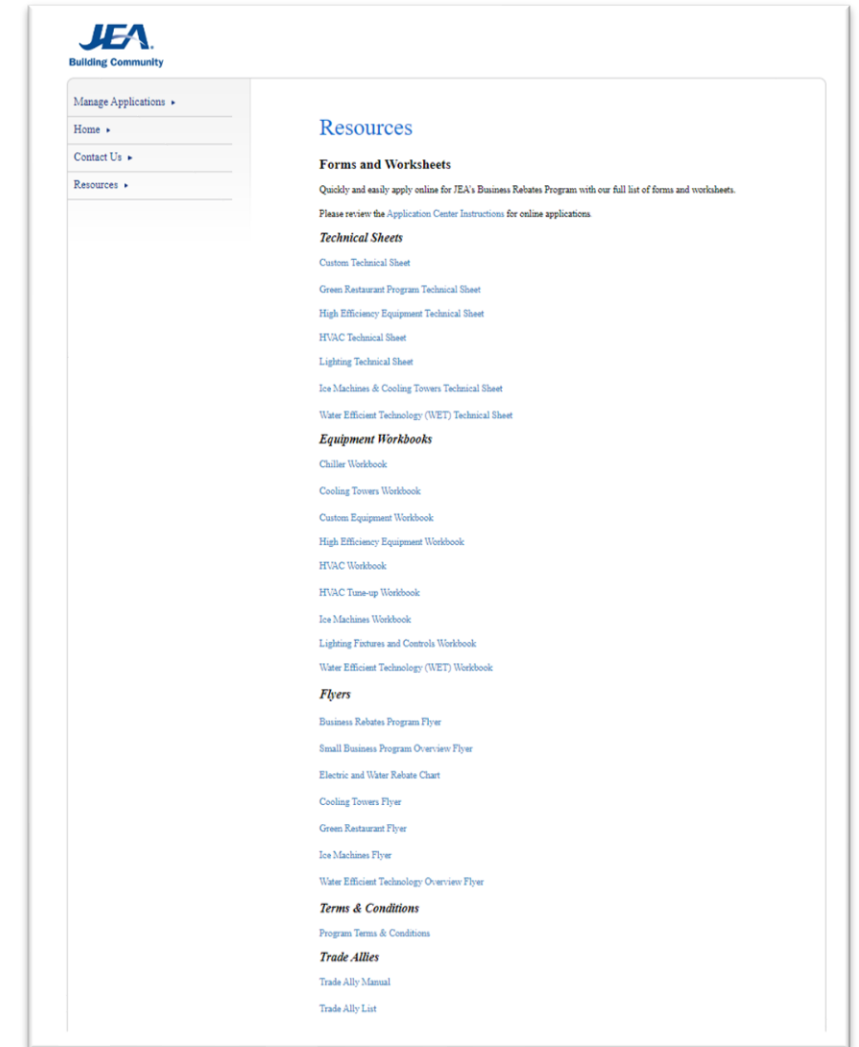 JEA.
Building Community
Manage Applications
Home
Contact Us
Resources
Resources
Forms and Worksheets
Quickly and easily apply online for JEA's Business Rebates Program with our full list of forms and worksheets.
Please review the Application Center Instructions for online applications.
Technical Sheets
Custom Technical Sheet
Green Restaurant Program Technical Sheet
High Efficiency Equipment Technical Sheet
HVAC Technical Sheet
Lighting Technical Sheet
Ice Machines & Cooling Towers Technical Sheet
Water Efficient Technology (WET) Technical Sheet
Equipment Workbooks
Chiller Workbook
Cooling Towers Workbook
Custom Equipment Workbook
High Efficiency Equipment Workbook
HVAC Workbook
HVAC Tune-up Workbook
Ice Machines Workbook
Lighting Fixtures and Controls Workbook
Water Efficient Technology (WET) Workbook
Flyers
Business Rebates Program Flyer
Small Business Program Overview Flyer
Electric and Water Rebate Chart
Cooling Towers Flyer
Green Restaurant Flyer
Ice Machines Flyer
Water Efficient Technology Overview Flyer
Terms & Conditions
Program Terms & Conditions
Trade Allies
Trade Ally Manual
Trade Ally List